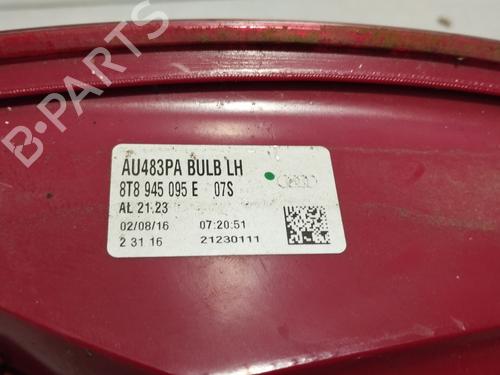 AU483PA BULB LH
8T8 945 095 E 07S
AŁ 21.23
02/08/16 07:20:51
2 31 16 21230111
B-PARTS